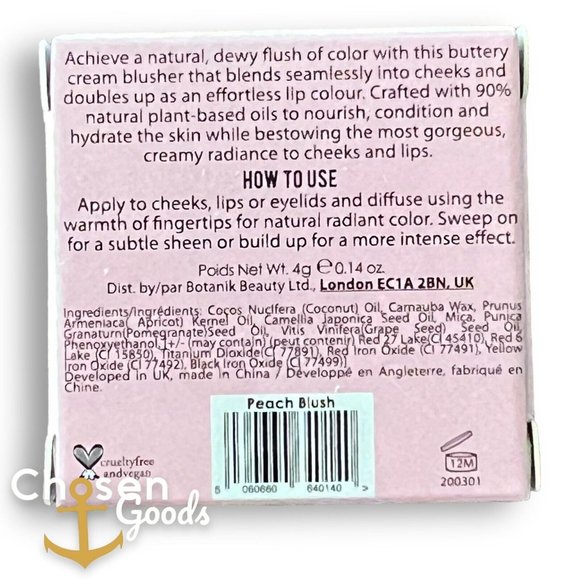 Achieve a natural, dewy flush of color with this buttery
cream blusher that blends seamlessly into cheeks and
doubles up as an effortless lip colour. Crafted with 90%
natural plant-based oils to nourish, condition and
hydrate the skin while bestowing the most gorgeous,
creamy radiance to cheeks and lips.
HOW TO USE
Apply to cheeks, lips or eyelids and diffuse using the
warmth of fingertips for natural radiant color. Sweep on
for a subtle sheen or build up for a more intense effect.
Poids Net Wt. 4g ℮0.14 oz.
Dist. by/par Botanik Beauty Ltd., London EC1A 2BN, UK
Ingredients/Ingrédients: Cocos Nucifera (Coconut) Oil, Carnauba Wax, Prunus
Armeniaca( Apricot) Kernel Oil, Camellia Japonica Seed Oil, Mica, Punica
Granaturn(Pomegranate)Seed Oil, Vitis Vinifera(Grape Seed) Seed Oil,
Phenoxyethanol.[+/- (may contain) (peut contenir) Red 27 Lake(CI 45410), Red 6
Lake (CI 15850), Titanium Dioxide(CI 77891), Red Iron Oxide (CI 77491), Yellow
Iron Oxide (CI 77492), Black Iron Oxide (CI 77499)]
Developed in UK, made in China / Développé en Angleterre, fabriqué en
Chine.
Peach Blush
5 060660 640140 >
crueltyfree
andvegan
12M
200301
Chosen
Goods